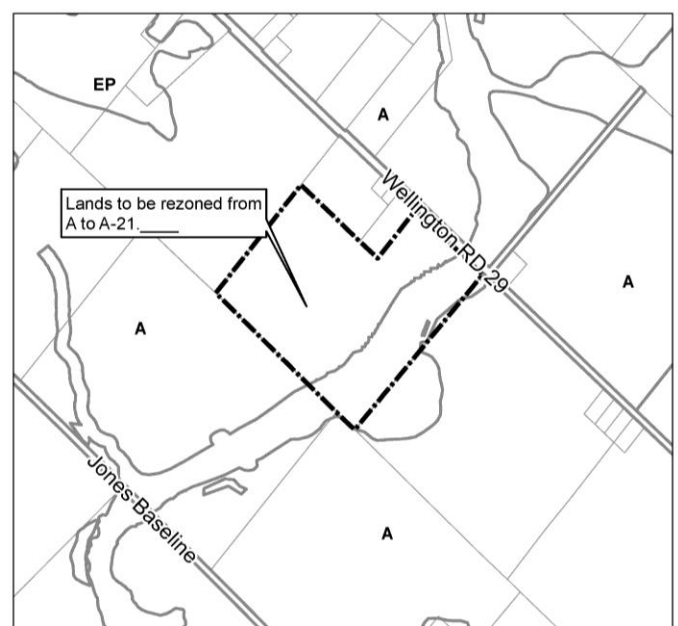 EP
A
Wellington RD 29
Lands to be rezoned from
A to A-21.____
A
A
Jones Baseline
A